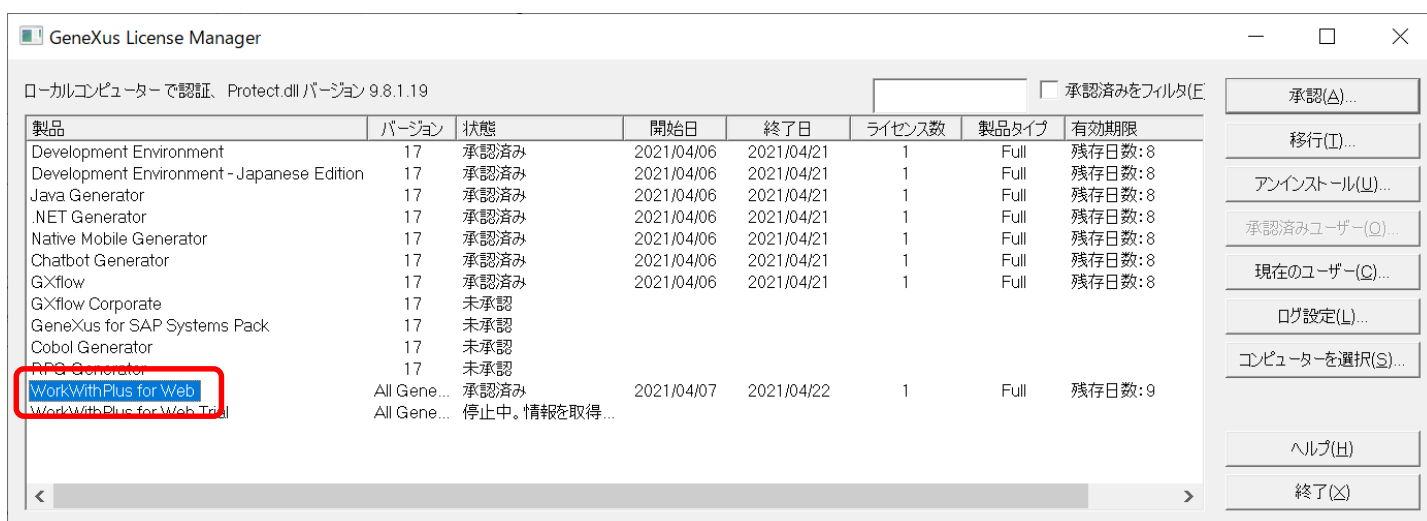 GeneXus License Manager
ローカルコンピューター で認証、Protect.dll バージョン 9.8.1.19
承認済みをフィルタ(F
承認(A)...
製品 バージョン 状態 開始日 終了日 ライセンス数 製品タイプ 有効期限
Development Environment 17 承認済み 2021/04/06 2021/04/21 1 Full 残存日数:8
移行(T)...
Development Environment - Japanese Edition 17 承認済み 2021/04/06 2021/04/21 1 Full 残存日数:8
Java Generator 17 承認済み 2021/04/06 2021/04/21 1 Full 残存日数:8
アンインストール(U)...
.NET Generator 17 承認済み 2021/04/06 2021/04/21 1 Full 残存日数:8
承認済みユーザー(O)...
Native Mobile Generator 17 承認済み 2021/04/06 2021/04/21 1 Full 残存日数:8
Chatbot Generator 17 承認済み 2021/04/06 2021/04/21 1 Full 残存日数:8
現在のユーザー(C)...
GXflow 17 承認済み 2021/04/06 2021/04/21 1 Full 残存日数:8
GXflow Corporate 17 未承認
ログ設定(L)...
GeneXus for SAP Systems Pack 17 未承認
Cobol Generator 17 未承認
コンピューターを選択(S)...
RPG Generator 17 未承認
WorkWithPlus for Web All Gene... 承認済み 2021/04/07 2021/04/22 1 Full 残存日数:9
WorkWithPlus for Web Trial All Gene... 停止中。情報を取得...
ヘルプ(H)
終了(X)